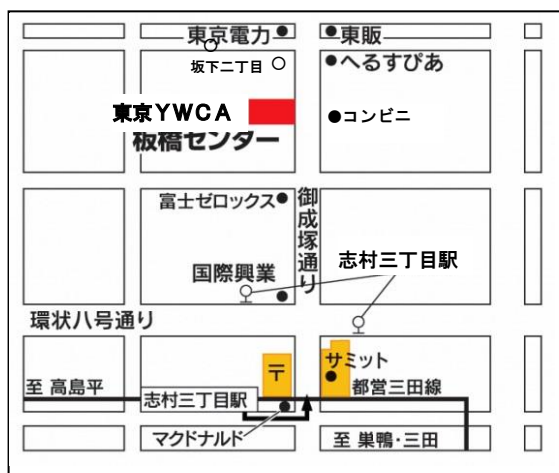 東京電力
東販
坂下二丁目
へるすぴあ
東京YWCA
板橋センター
コンビニ
富士ゼロックス
御成塚通り
国際興業
志村三丁目駅
環状八号通り
〒
サミット
至 高島平
志村三丁目駅
都営三田線
マクドナルド
至 巣鴨・三田